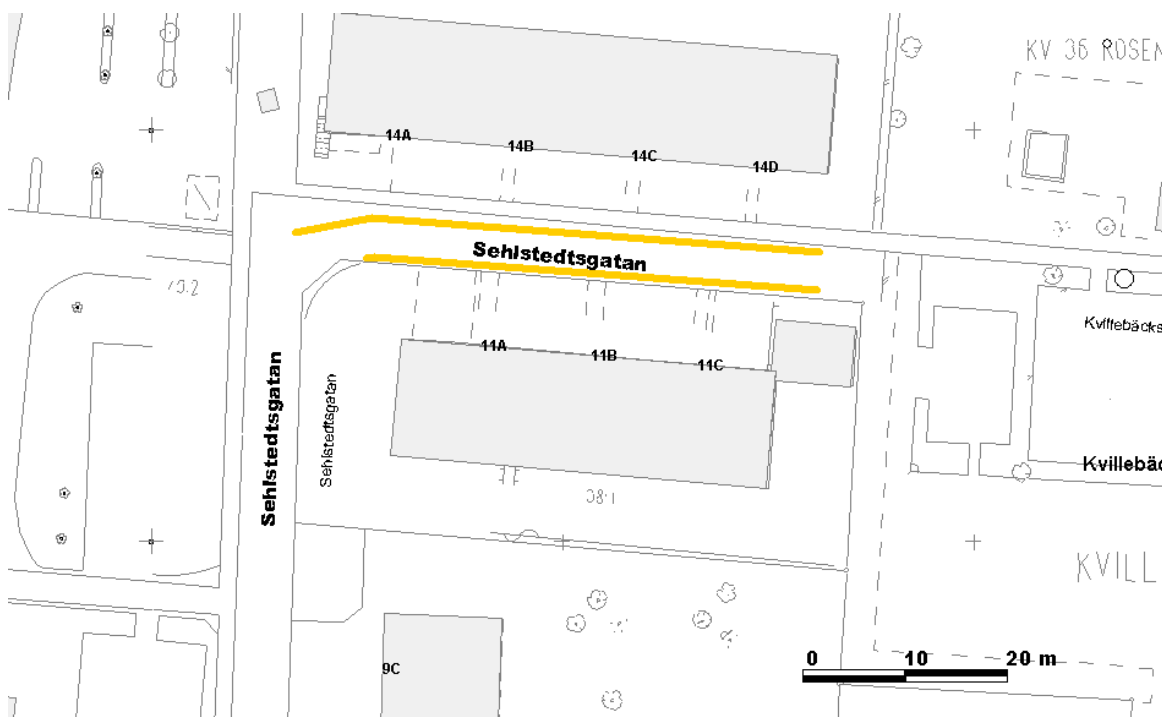 KV 36 ROSEN
14A
14B
14C
14D
Sehlstedtsgatan
Kvillebäcks
11A
11B
11C
Sehlstedtsgatan
Sehlstedtsgatan
Kvillebäc
KVILL
9C
0 10 20 m